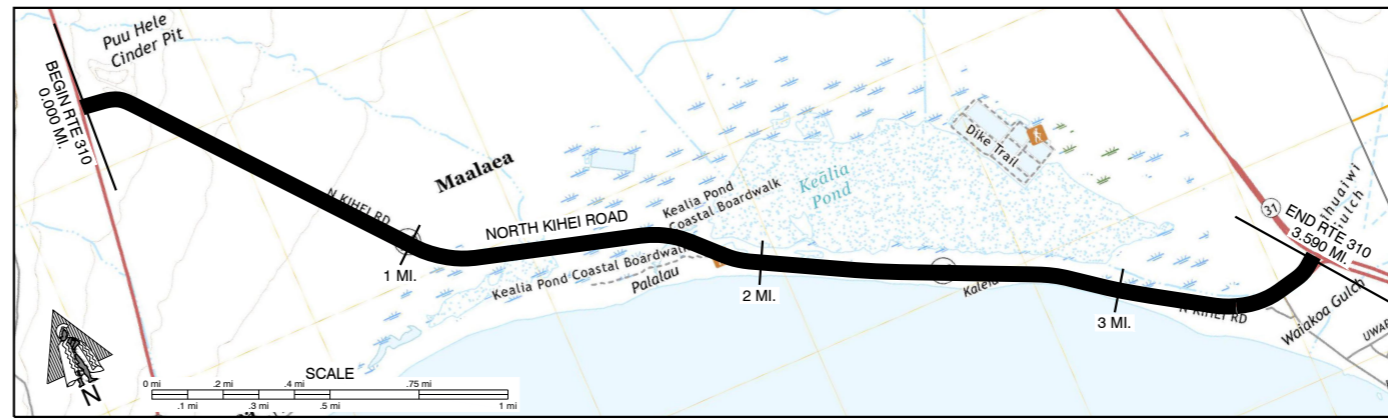 Puu Hele
Cinder Pit
BEGIN RTE 310
0.000 MI.
N KIHEI RD
1 MI.
Maalaea
NORTH KIHEI ROAD
Kealia Pond
Coastal Boardwalk
Kealia Pond Coastal Boardwalk
Palalau
2 MI.
Keālia
Pond
Dike Trail
3 MI.
N KIHEI RD
31
END RTE 310
3.590 MI.
Waiakoa Gulch
N
SCALE
0 mi .2 mi .4 mi .75 mi
.1 mi .3 mi .5 mi 1 mi